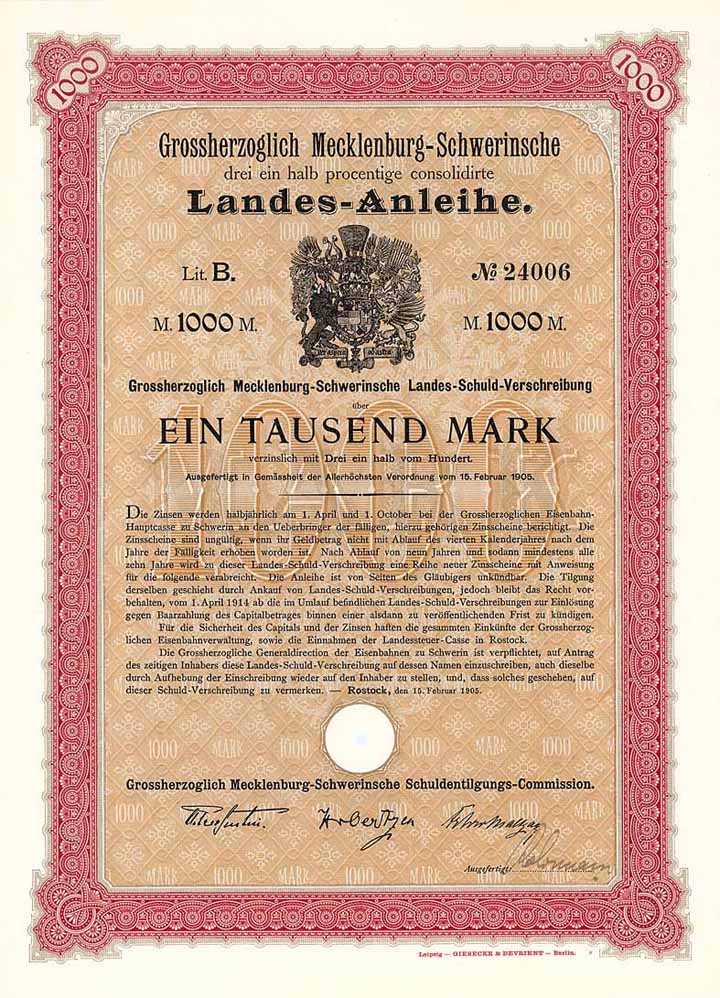 1000 1000
Grossherzoglich Mecklenburg-Schwerinsche
drei ein halb procentige consolidirte
Landes-Anleihe.
Lit. B. № 24006
M. 1000 M. M. 1000 M.
Grossherzoglich Mecklenburg-Schwerinsche Landes-Schuld-Verschreibung
über
EIN TAUSEND MARK
verzinslich mit Drei ein halb vom Hundert.
Ausgefertigt in Gemässheit der Allerhöchsten Verordnung vom 15. Februar 1905.
Die Zinsen werden halbjährlich am 1. April und 1. October bei der Grossherzoglichen Eisenbahn-
Hauptcasse zu Schwerin an den Ueberbringer der fälligen, hierzu gehörigen Zinsscheine berichtigt. Die
Zinsscheine sind ungültig, wenn ihr Geldbetrag nicht mit Ablauf des vierten Kalenderjahres nach dem
Jahre der Fälligkeit erhoben worden ist. Nach Ablauf von neun Jahren und sodann mindestens alle
zehn Jahre wird zu dieser Landes-Schuld-Verschreibung eine Reihe neuer Zinsscheine mit Anweisung
für die folgende verabreicht. Die Anleihe ist von Seiten des Gläubigers unkündbar. Die Tilgung
derselben geschieht durch Ankauf von Landes-Schuld-Verschreibungen, jedoch bleibt das Recht vor-
behalten, vom 1. April 1914 ab die im Umlauf befindlichen Landes-Schuld-Verschreibungen zur Einlösung
gegen Baarzahlung des Capitalbetrages binnen einer alsdann zu veröffentlichenden Frist zu kündigen.
Für die Sicherheit des Capitals und der Zinsen haften die gesammten Einkünfte der Grossherzog-
lichen Eisenbahnverwaltung, sowie die Einnahmen der Landessteuer-Casse in Rostock.
Die Grossherzogliche Generaldirection der Eisenbahnen zu Schwerin ist verpflichtet, auf Antrag
des zeitigen Inhabers diese Landes-Schuld-Verschreibung auf dessen Namen einzuschreiben, auch dieselbe
durch Aufhebung der Einschreibung wieder auf den Inhaber zu stellen, und, dass solches geschehen, auf
dieser Schuld-Verschreibung zu vermerken. — Rostock, den 15. Februar 1905.
Grossherzoglich Mecklenburg-Schwerinsche Schuldentilgungs-Commission.
Ausgefertigt:
Leipzig — GIESECKE & DEVRIENT — Berlin.